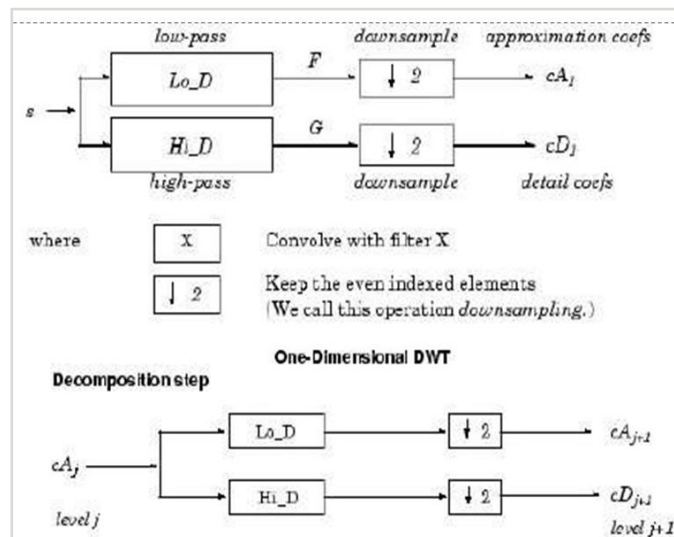 low-pass downsample approximation coefs
F
Lo_D ↓ 2 cA1
s
G
Hi_D ↓ 2 cD1
high-pass downsample detail coefs
where X Convolve with filter X
↓ 2 Keep the even indexed elements
(We call this operation downsampling.)
One-Dimensional DWT
Decomposition step
Lo_D ↓ 2 cAj+1
cAj
Hi_D ↓ 2 cDj+1
level j level j+1